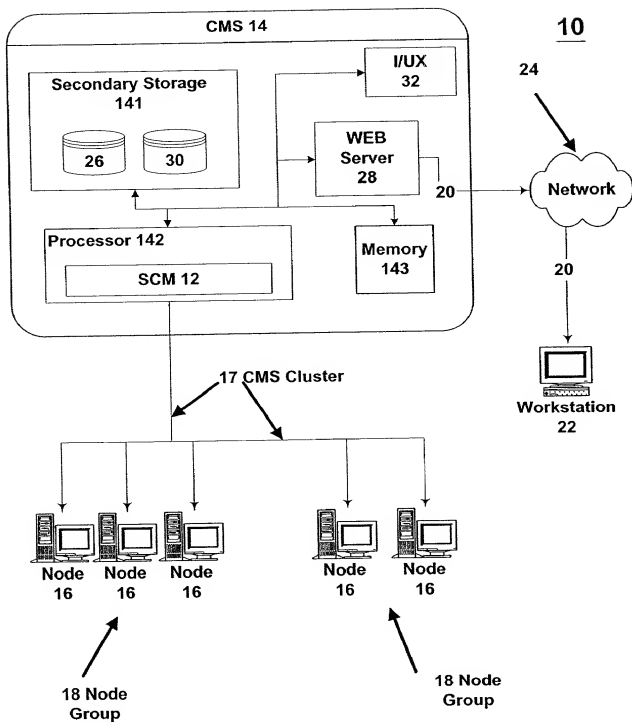 CMS 14
10
I/UX
32
24
Secondary Storage
141
26
30
WEB
Server
28
20
Network
Processor 142
SCM 12
Memory
143
20
17 CMS Cluster
Workstation
22
Node
16
Node
16
Node
16
Node
16
Node
16
18 Node
Group
18 Node
Group